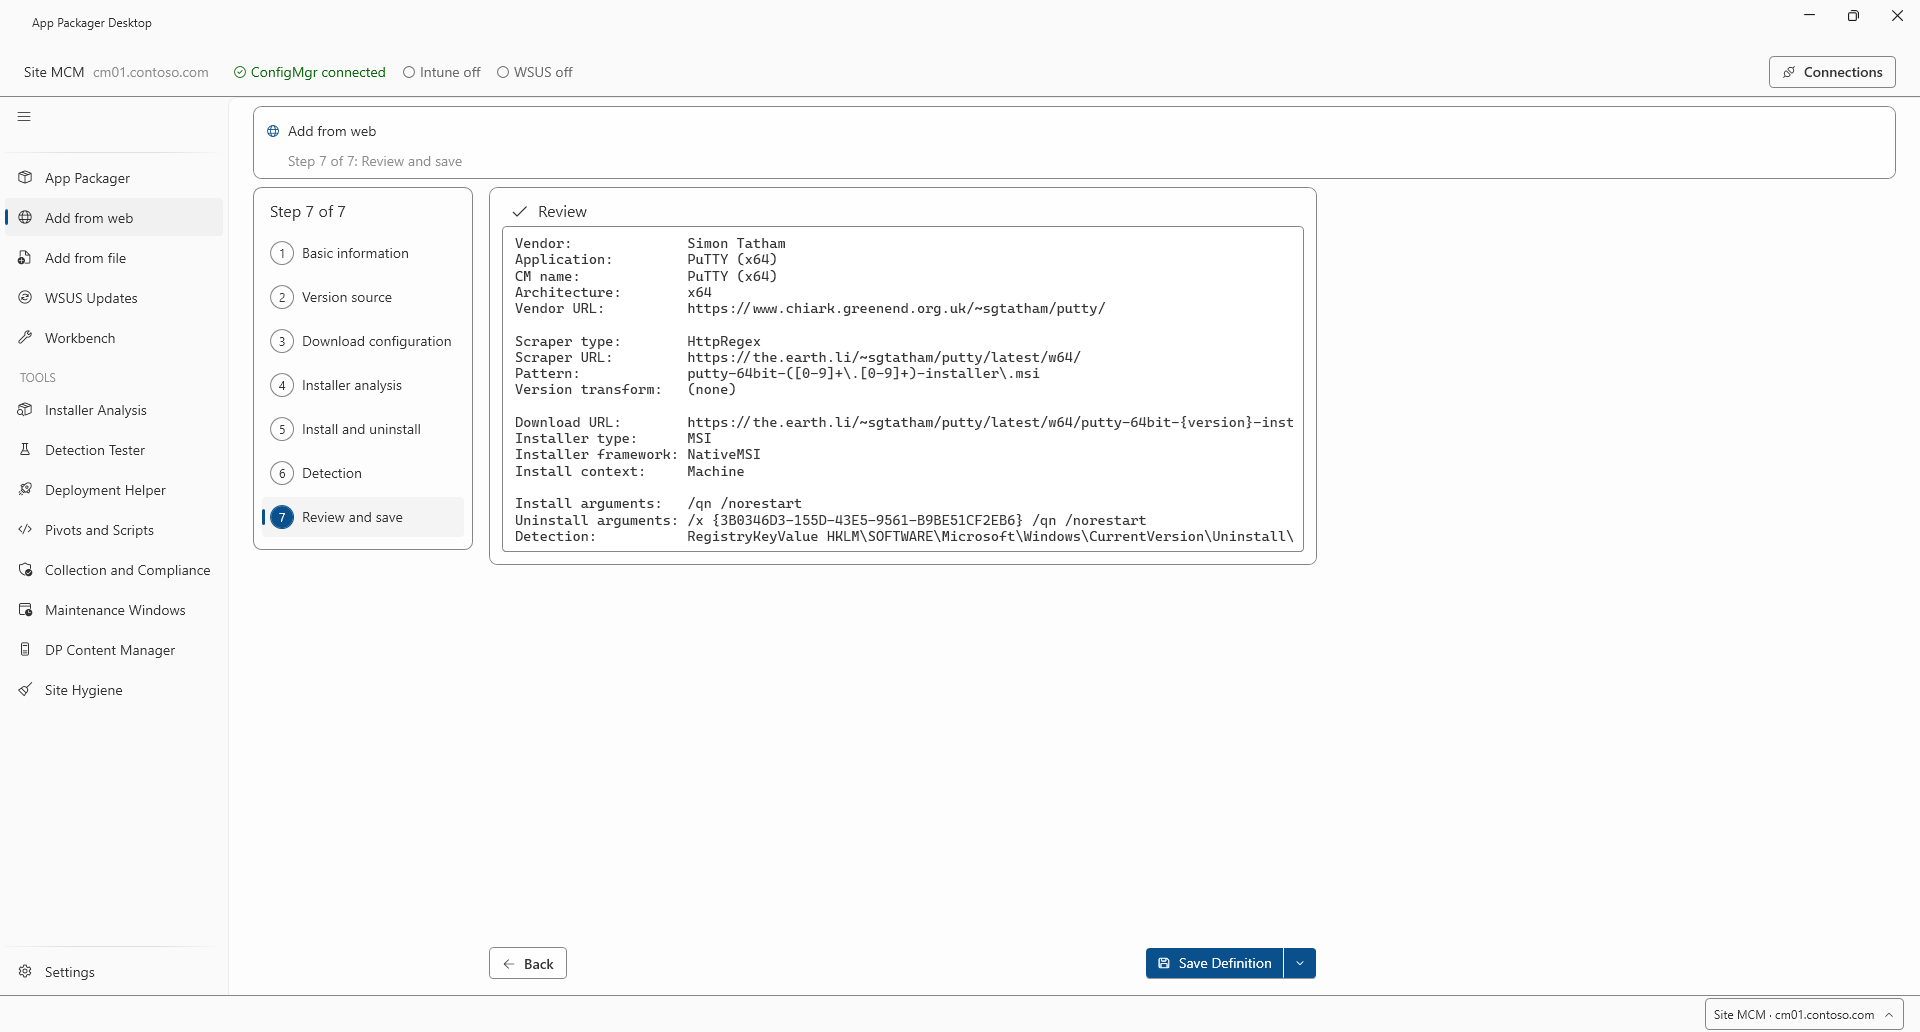 App Packager Desktop
Site MCM cm01.contoso.com ConfigMgr connected Intune off WSUS off Connections
App Packager
Add from web
Add from file
WSUS Updates
Workbench
TOOLS
Installer Analysis
Detection Tester
Deployment Helper
Pivots and Scripts
Collection and Compliance
Maintenance Windows
DP Content Manager
Site Hygiene
Settings
Add from web
Step 7 of 7: Review and save
Step 7 of 7
1 Basic information
2 Version source
3 Download configuration
4 Installer analysis
5 Install and uninstall
6 Detection
7 Review and save
Review
Vendor: Simon Tatham
Application: PuTTY (x64)
CM name: PuTTY (x64)
Architecture: x64
Vendor URL: https://www.chiark.greenend.org.uk/~sgtatham/putty/
Scraper type: HttpRegex
Scraper URL: https://the.earth.li/~sgtatham/putty/latest/w64/
Pattern: putty-64bit-([0-9]+\.[0-9]+)-installer\.msi
Version transform: (none)
Download URL: https://the.earth.li/~sgtatham/putty/latest/w64/putty-64bit-{version}-inst
Installer type: MSI
Installer framework: NativeMSI
Install context: Machine
Install arguments: /qn /norestart
Uninstall arguments: /x {3B0346D3-155D-43E5-9561-B9BE51CF2EB6} /qn /norestart
Detection: RegistryKeyValue HKLM\SOFTWARE\Microsoft\Windows\CurrentVersion\Uninstall\
Back
Save Definition
Site MCM · cm01.contoso.com